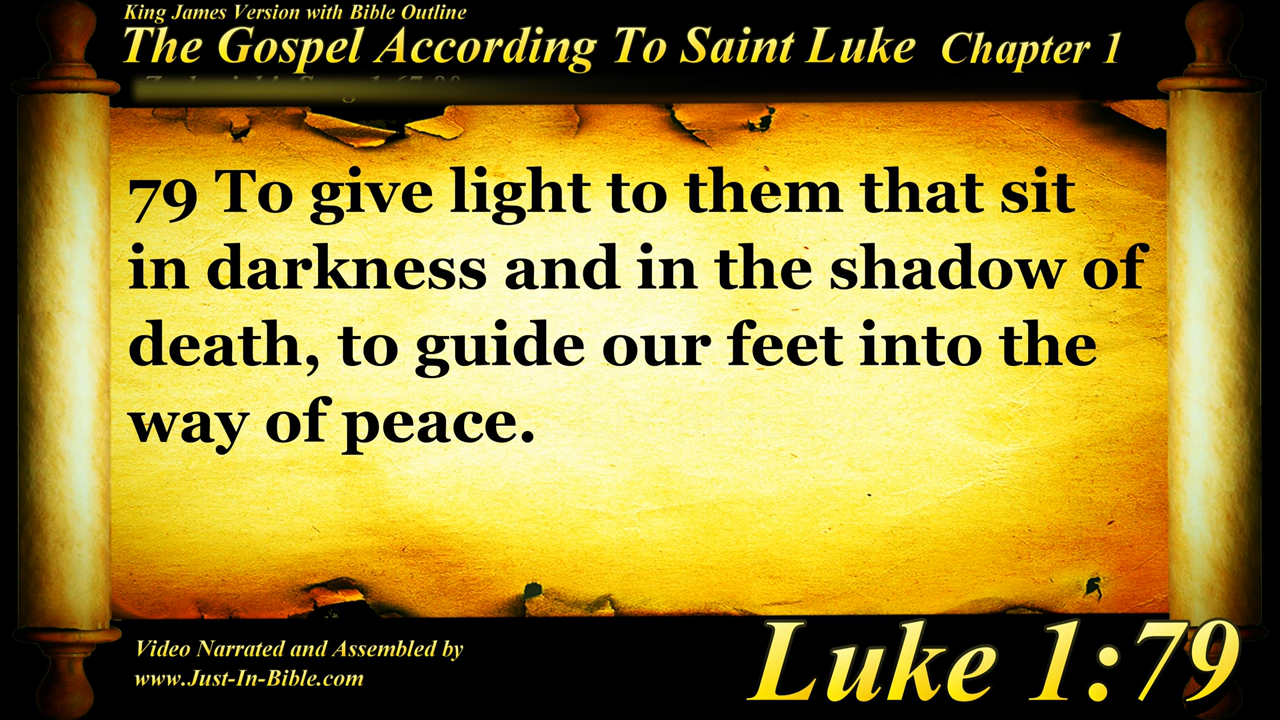 King James Version with Bible Outline
The Gospel According To Saint Luke Chapter 1
79 To give light to them that sit
in darkness and in the shadow of
death, to guide our feet into the
way of peace.
Video Narrated and Assembled by
www.Just-In-Bible.com
Luke 1:79